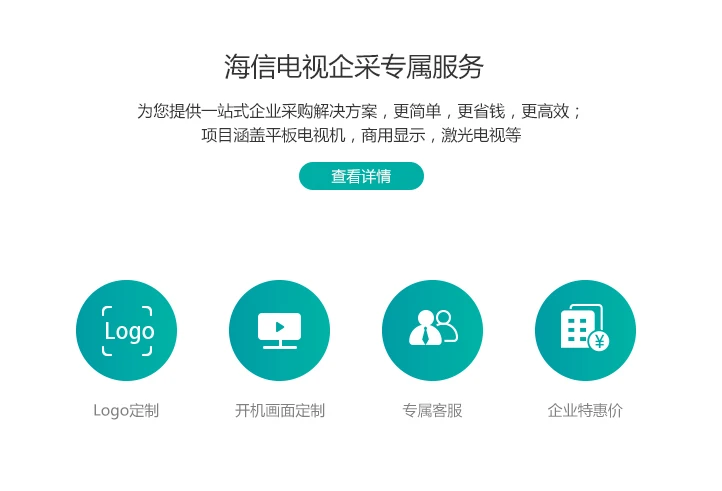 海信电视企采专属服务
为您提供一站式企业采购解决方案，更简单，更省钱，更高效；
项目涵盖平板电视机，商用显示，激光电视等
查看详情
Logo
¥
Logo定制
开机画面定制
专属客服
企业特惠价